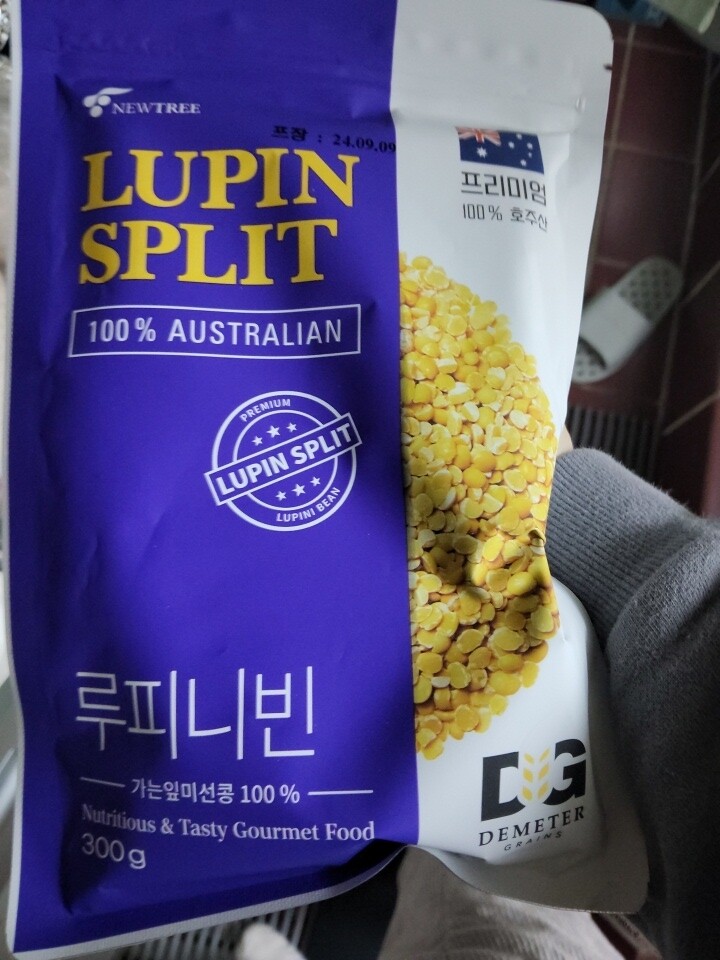 NEWTREE
프장 : 24.09.09
LUPIN
SPLIT
100% AUSTRALIAN
PREMIUM
LUPIN SPLIT
LUPINI BEAN
루피니빈
가는잎미선콩 100 %
Nutritious & Tasty Gourmet Food
300g
프리미엄
100% 호주산
DG
DEMETER
GRAINS